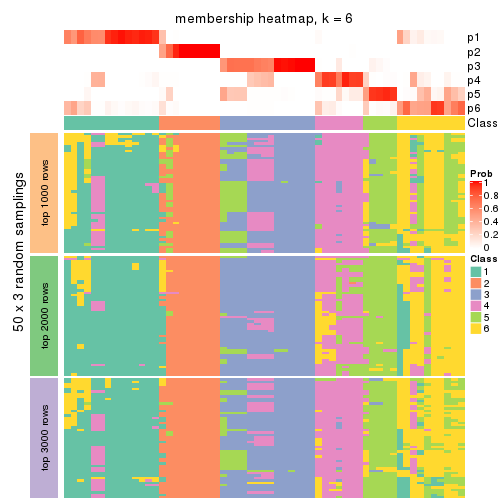 membership heatmap, k = 6
p1
p2
p3
p4
p5
p6
Class
50 x 3 random samplings
top 1000 rows
top 2000 rows
top 3000 rows
Prob
1
0.8
0.6
0.4
0.2
0
Class
1
2
3
4
5
6